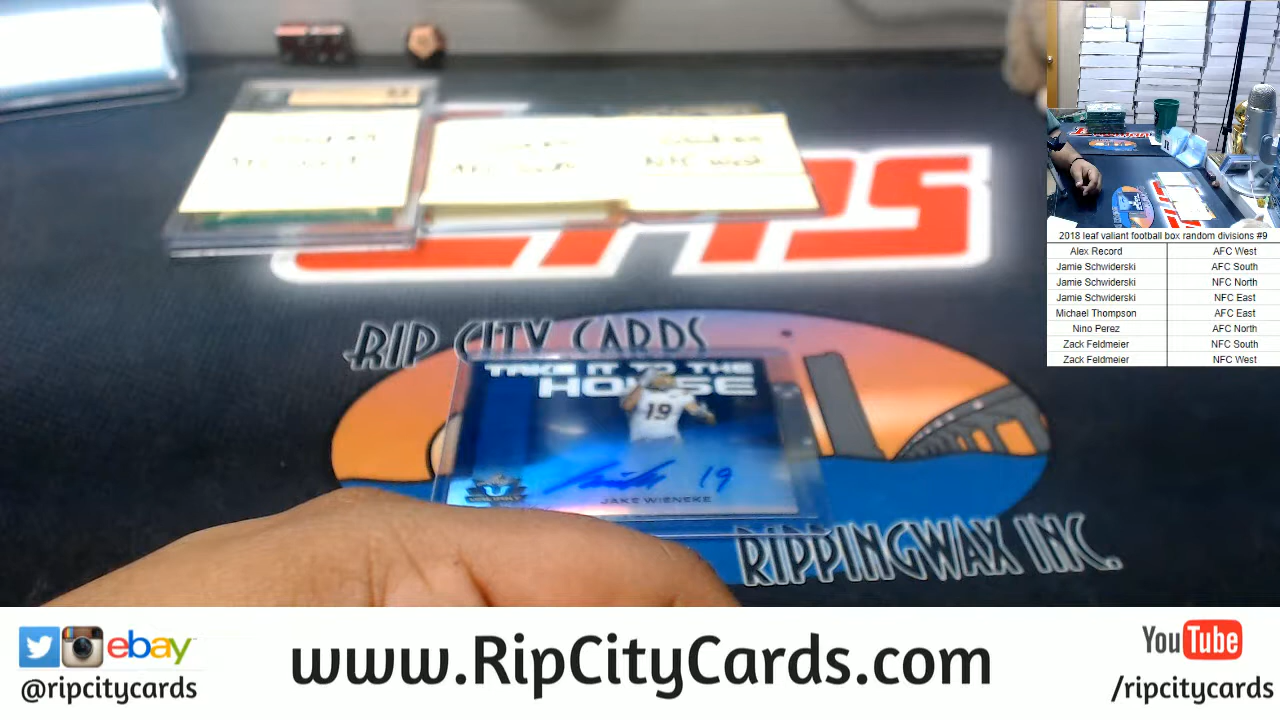 NFC west
RIP CITY CARDS
TAKE IT TO THE
HOUSE
19
19
VALIANT
JAKE WIENEKE
RIPPINGWAX INC.
2018 leaf valiant football box random divisions #9
Alex Record AFC West
Jamie Schwiderski AFC South
Jamie Schwiderski NFC North
Jamie Schwiderski NFC East
Michael Thompson AFC East
Nino Perez AFC North
Zack Feldmeier NFC South
Zack Feldmeier NFC West
ebay
@ripcitycards
www.RipCityCards.com
YouTube
/ripcitycards